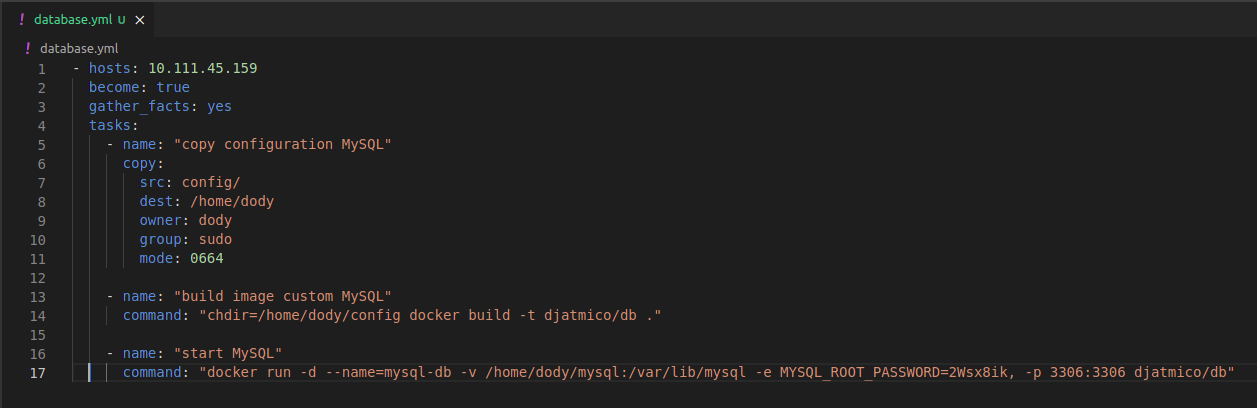 ! database.yml U ×
! database.yml
1 - hosts: 10.111.45.159
2   become: true
3   gather_facts: yes
4   tasks:
5     - name: "copy configuration MySQL"
6       copy:
7         src: config/
8         dest: /home/dody
9         owner: dody
10         group: sudo
11         mode: 0664
12
13     - name: "build image custom MySQL"
14       command: "chdir=/home/dody/config docker build -t djatmico/db ."
15
16     - name: "start MySQL"
17       command: "docker run -d --name=mysql-db -v /home/dody/mysql:/var/lib/mysql -e MYSQL_ROOT_PASSWORD=2Wsx8ik, -p 3306:3306 djatmico/db"